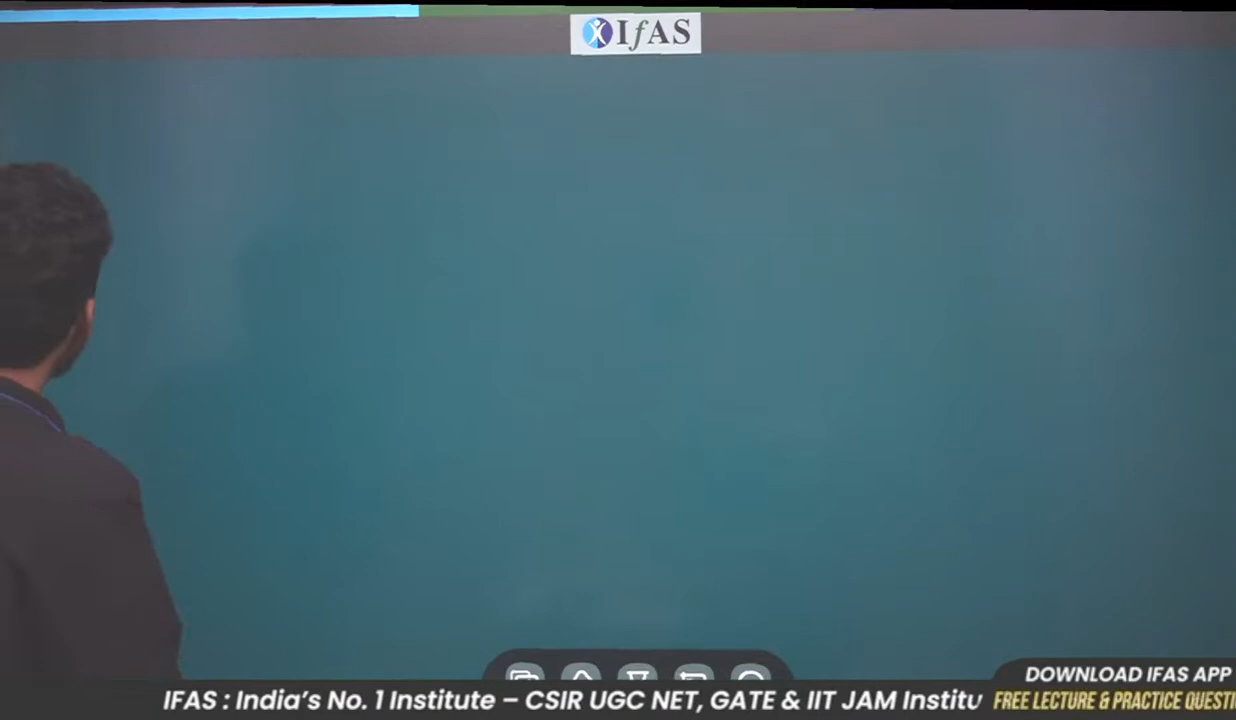 IfAS
DOWNLOAD IFAS APP
IFAS : India's No. 1 Institute – CSIR UGC NET, GATE & IIT JAM Institu
FREE LECTURE & PRACTICE QUESTI